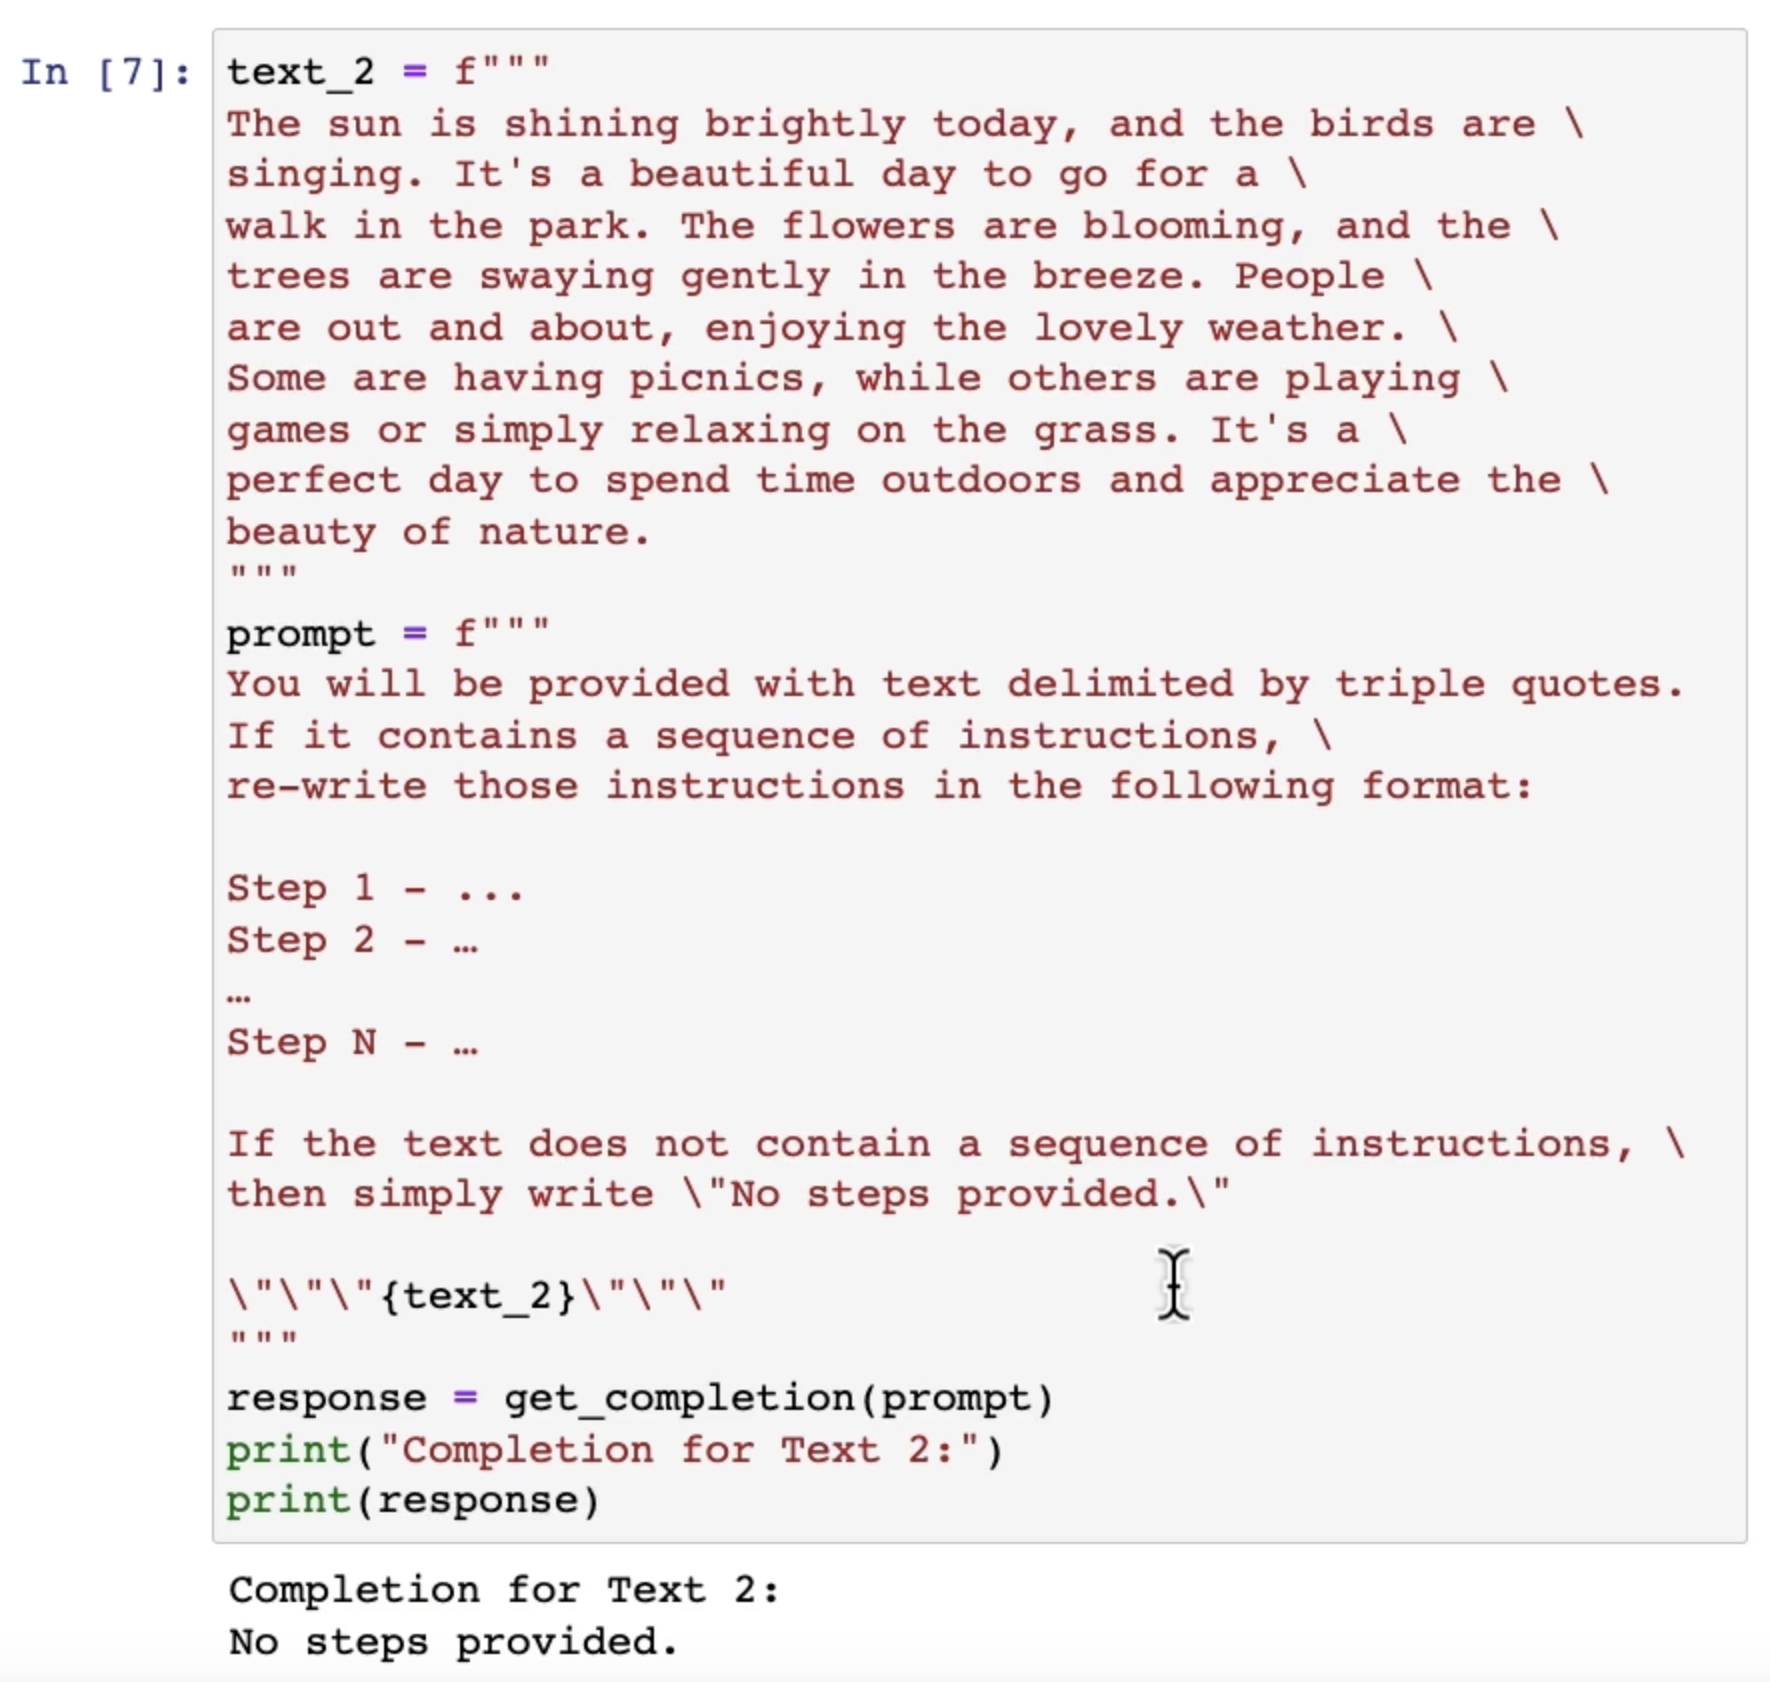 In [7]: text_2 = f"""
The sun is shining brightly today, and the birds are \
singing. It's a beautiful day to go for a \
walk in the park. The flowers are blooming, and the \
trees are swaying gently in the breeze. People \
are out and about, enjoying the lovely weather. \
Some are having picnics, while others are playing \
games or simply relaxing on the grass. It's a \
perfect day to spend time outdoors and appreciate the \
beauty of nature.
"""
prompt = f"""
You will be provided with text delimited by triple quotes.
If it contains a sequence of instructions, \
re-write those instructions in the following format:

Step 1 - ...
Step 2 - …
…
Step N - …

If the text does not contain a sequence of instructions, \
then simply write \"No steps provided.\"

\"\"\"{text_2}\"\"\"
"""
response = get_completion(prompt)
print("Completion for Text 2:")
print(response)
Completion for Text 2:
No steps provided.